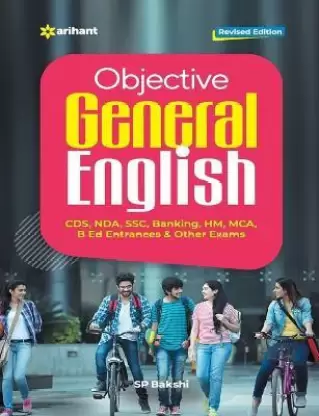 arihant
Revised Edition
Objective
General
English
CDS, NDA, SSC, Banking, HM, MCA,
B Ed Entrances & Other Exams
SP Bakshi